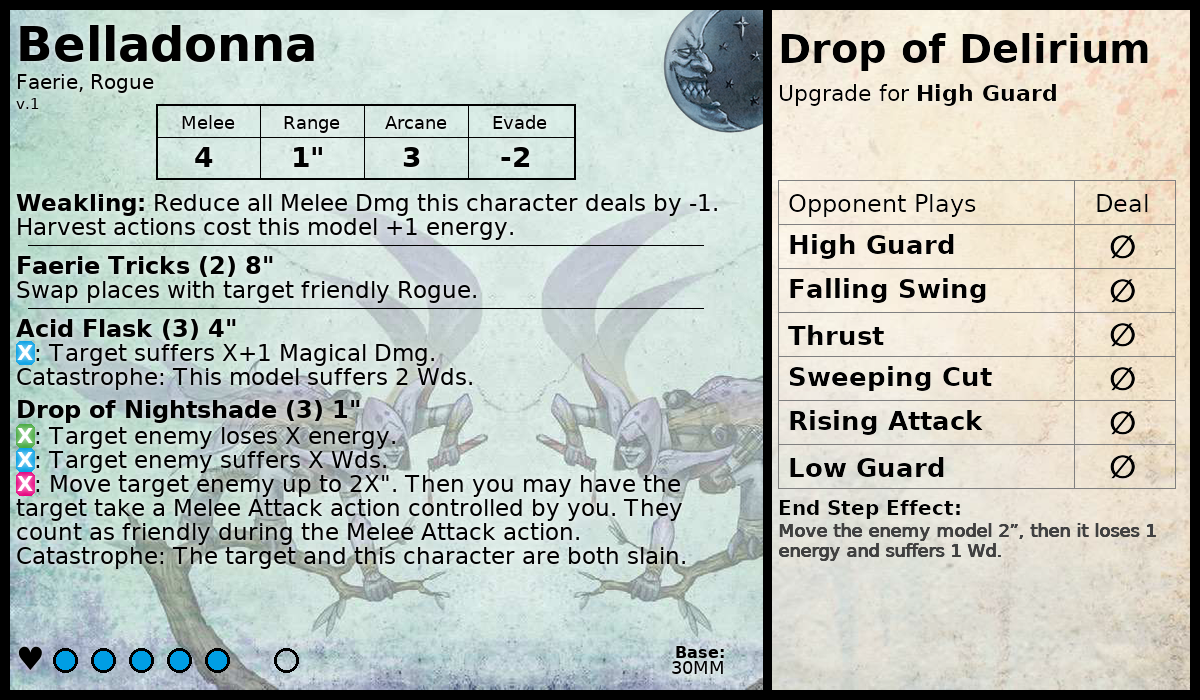 Belladonna
Faerie, Rogue
v.1
Melee Range Arcane Evade
4 1" 3 -2
Weakling: Reduce all Melee Dmg this character deals by -1.
Harvest actions cost this model +1 energy.
Faerie Tricks (2) 8"
Swap places with target friendly Rogue.
Acid Flask (3) 4"
X: Target suffers X+1 Magical Dmg.
Catastrophe: This model suffers 2 Wds.
Drop of Nightshade (3) 1"
X: Target enemy loses X energy.
X: Target enemy suffers X Wds.
X: Move target enemy up to 2X". Then you may have the
target take a Melee Attack action controlled by you. They
count as friendly during the Melee Attack action.
Catastrophe: The target and this character are both slain.
Base:
30MM
Drop of Delirium
Upgrade for High Guard
Opponent Plays Deal
High Guard ∅
Falling Swing ∅
Thrust ∅
Sweeping Cut ∅
Rising Attack ∅
Low Guard ∅
End Step Effect:
Move the enemy model 2”, then it loses 1
energy and suffers 1 Wd.